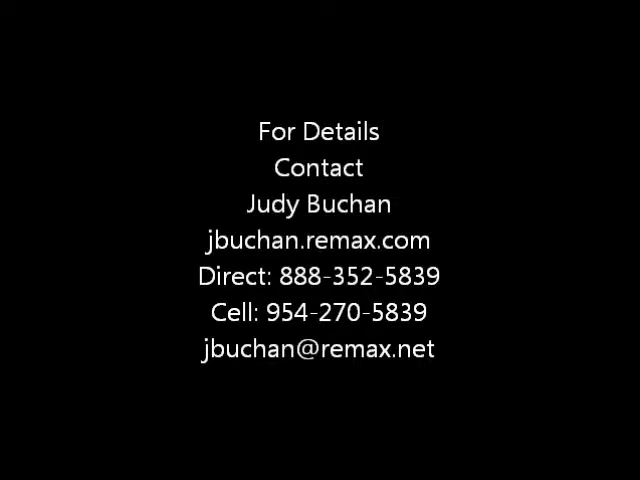 For Details
Contact
Judy Buchan
jbuchan.remax.com
Direct: 888-352-5839
Cell: 954-270-5839
jbuchan@remax.net